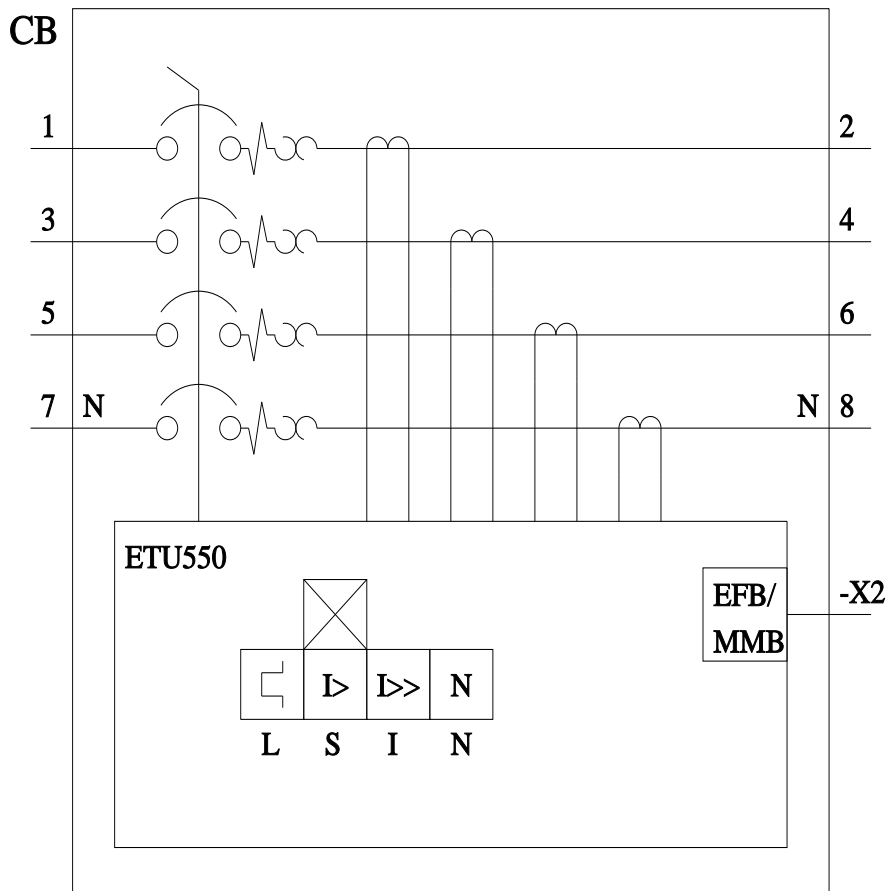 CB
1 2
3 4
5 6
7 N N 8
ETU550
EFB/
MMB
-X2
I> I>> N
L S I N